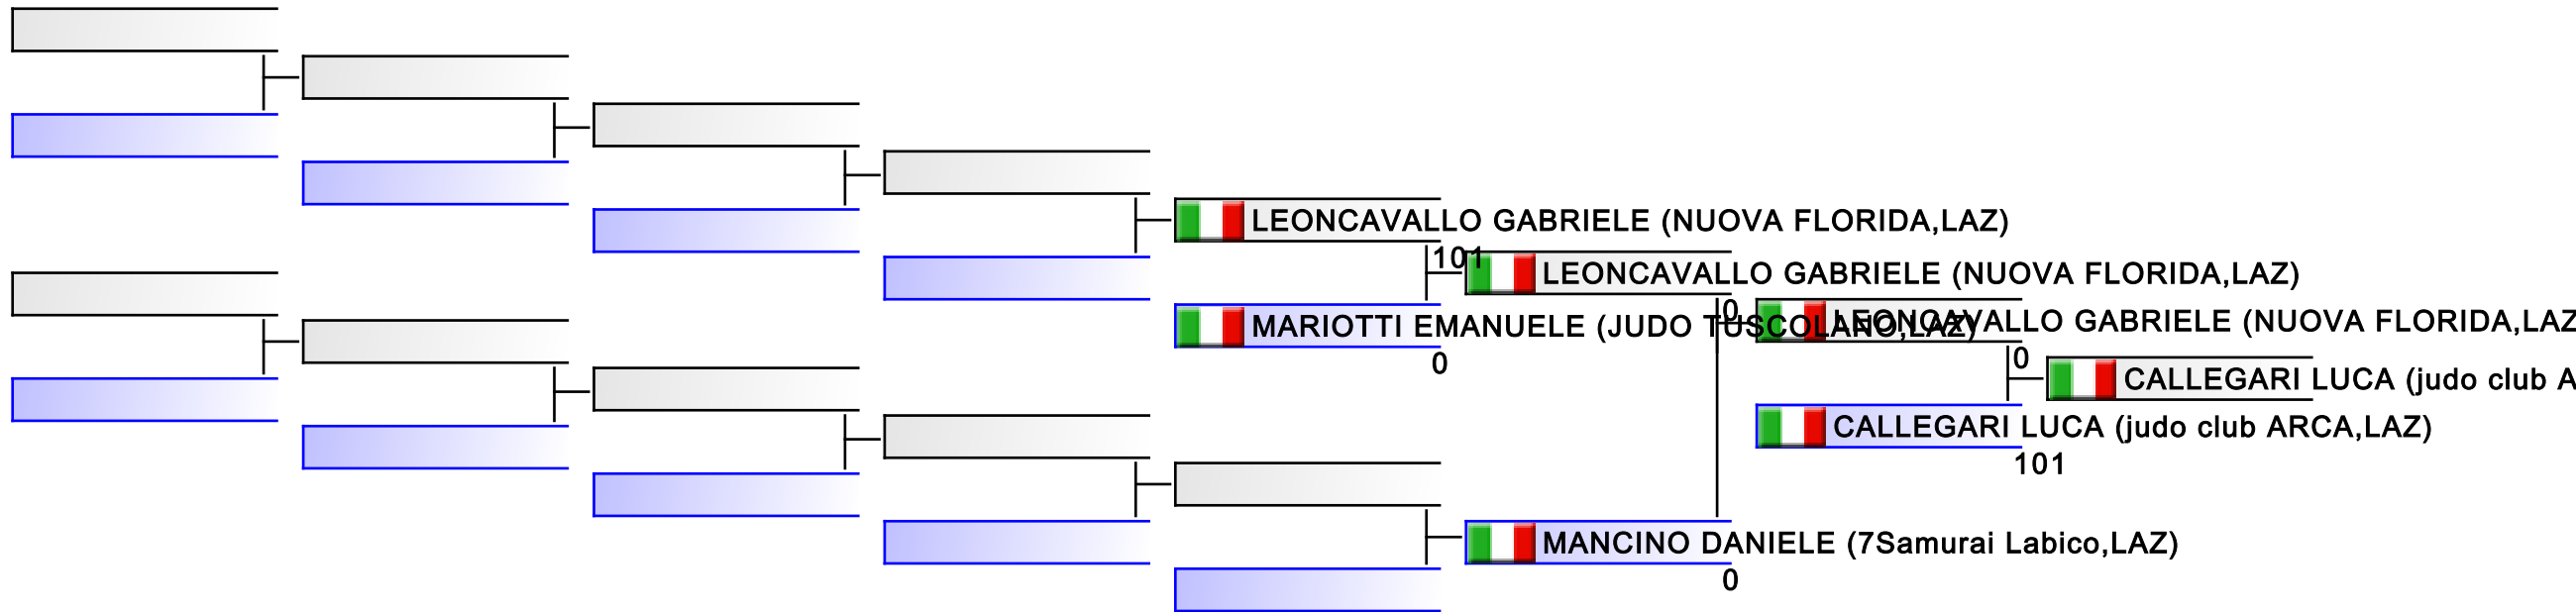 LEONCAVALLO GABRIELE (NUOVA FLORIDA,LAZ)
101
LEONCAVALLO GABRIELE (NUOVA FLORIDA,LAZ)
0
MARIOTTI EMANUELE (JUDO TUSCOLANO,LAZ)
0
LEONCAVALLO GABRIELE (NUOVA FLORIDA,LAZ
0
CALLEGARI LUCA (judo club A
CALLEGARI LUCA (judo club ARCA,LAZ)
101
MANCINO DANIELE (7Samurai Labico,LAZ)
0